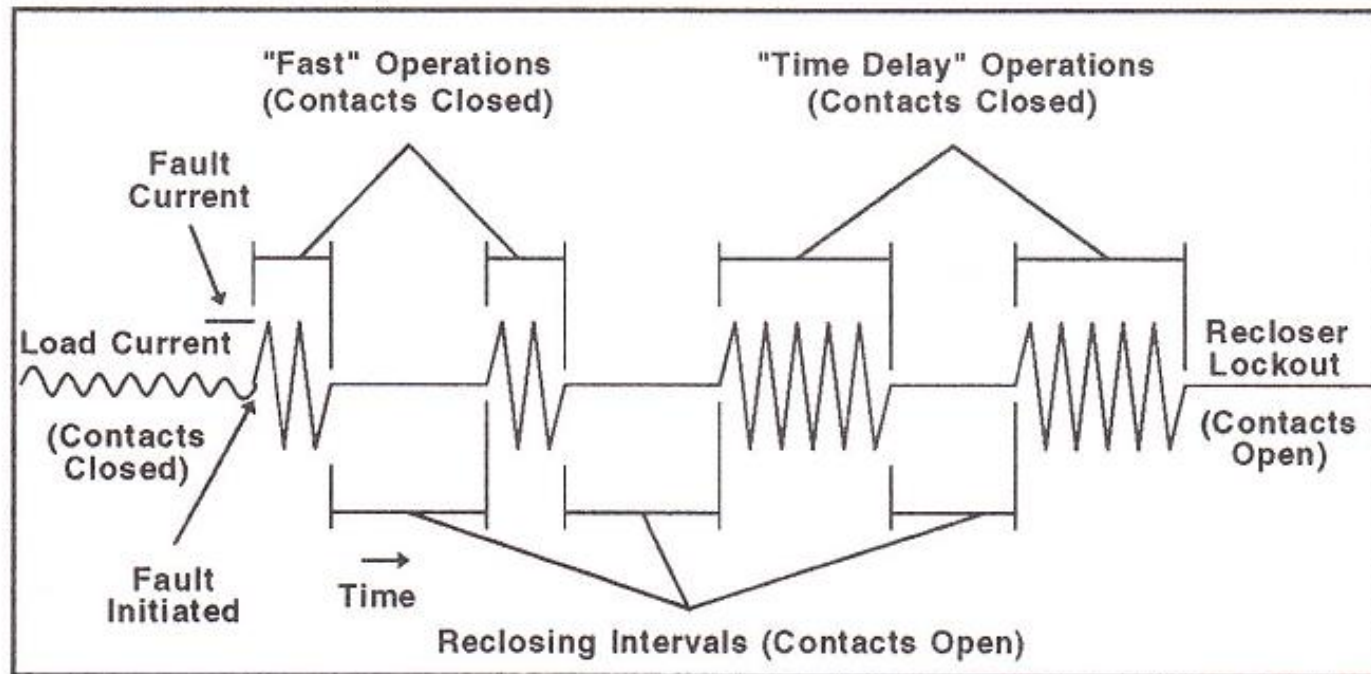 "Fast" Operations
(Contacts Closed)
"Time Delay" Operations
(Contacts Closed)
Fault
Current
Load Current
(Contacts
Closed)
Fault
Initiated
Time
Reclosing Intervals (Contacts Open)
Recloser
Lockout
(Contacts
Open)